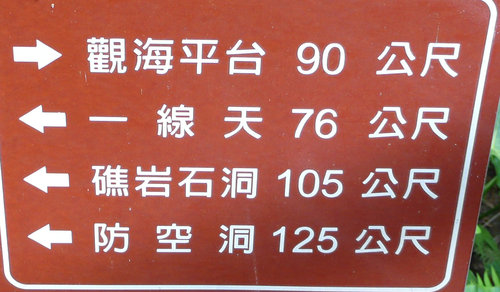 → 觀海平台 90 公尺
← 一線天 76 公尺
← 礁岩石洞 105 公尺
← 防空洞 125 公尺